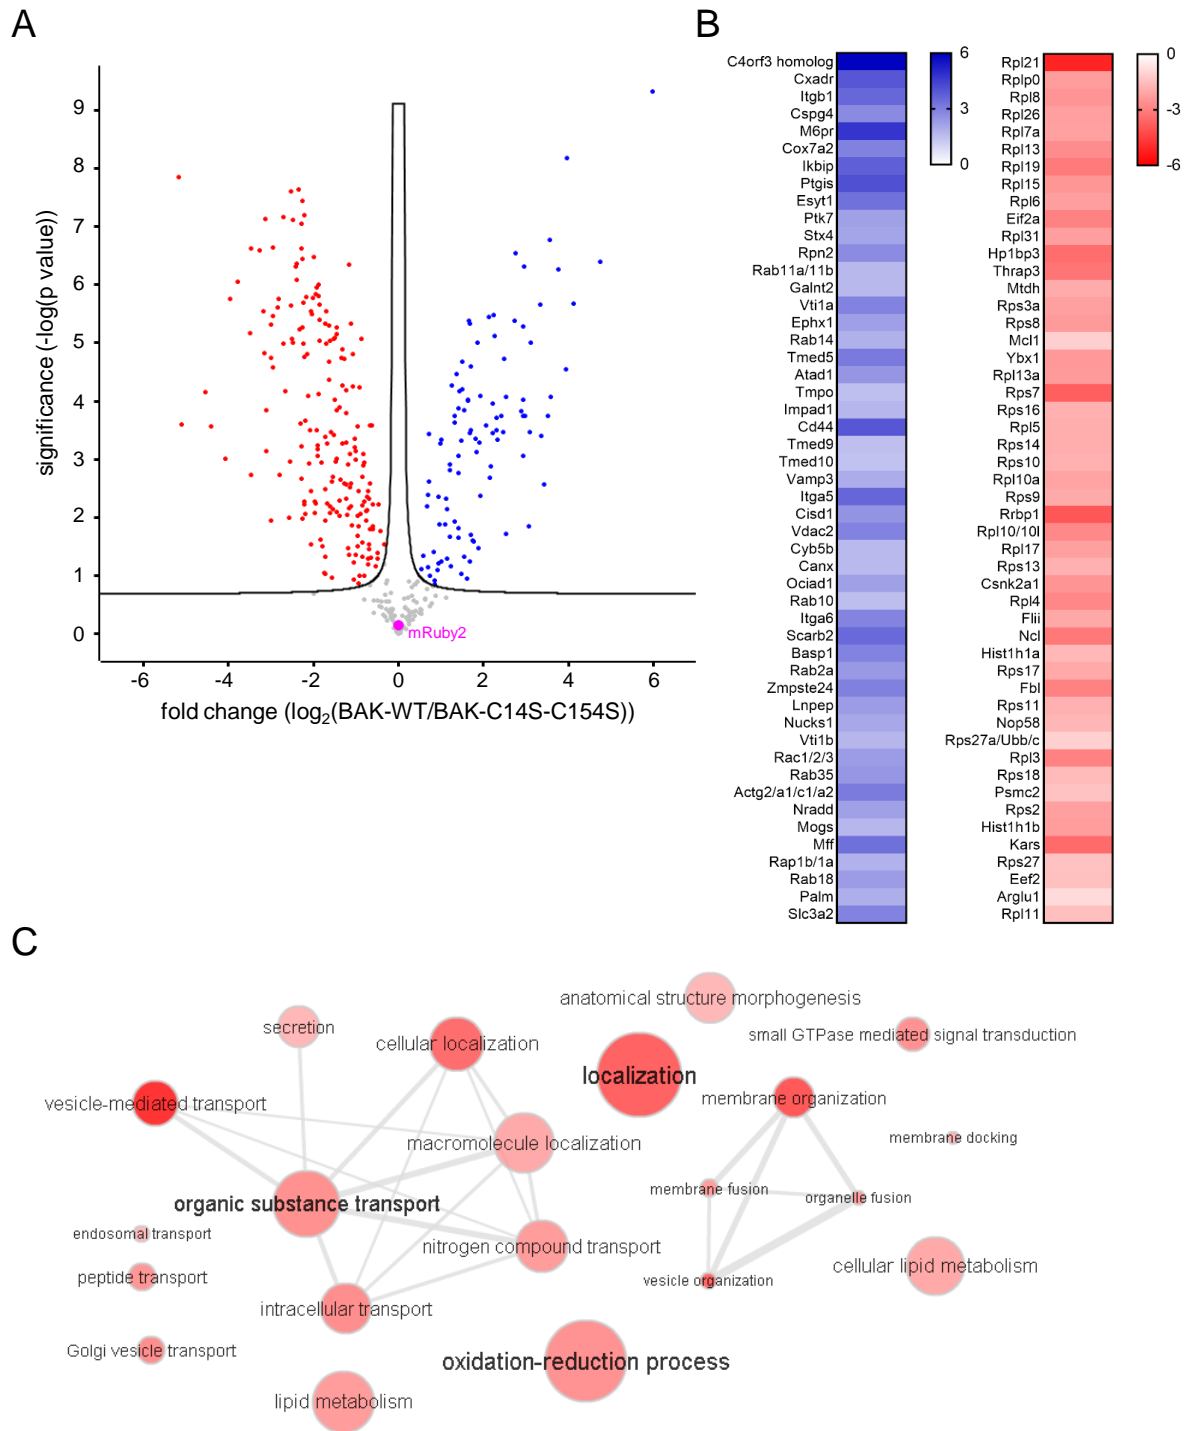 A
significance (-log(p value))
9
8
7
6
5
4
3
2
1
0
mRuby2
-6
-4
-2
0
2
4
6
fold change (log2(BAK-WT/BAK-C14S-C154S))
B
C4orf3 homolog
Cxadr
Itgb1
Cspg4
M6pr
Cox7a2
Ikbip
Ptgis
Esyt1
Ptk7
Stx4
Rpn2
Rab11a/11b
Galnt2
Vti1a
Ephx1
Rab14
Tmed5
Atad1
Tmpo
Impad1
Cd44
Tmed9
Tmed10
Vamp3
Itga5
Cisd1
Vdac2
Cyb5b
Canx
Ociad1
Rab10
Itga6
Scarb2
Basp1
Rab2a
Zmpste24
Lnpep
Nucks1
Vti1b
Rac1/2/3
Rab35
Actg2/a1/c1/a2
Nradd
Mogs
Mff
Rap1b/1a
Rab18
Palm
Slc3a2
6
3
0
Rpl21
Rplp0
Rpl8
Rpl26
Rpl7a
Rpl13
Rpl19
Rpl15
Rpl6
Eif2a
Rpl31
Hp1bp3
Thrap3
Mtdh
Rps3a
Rps8
Mcl1
Ybx1
Rpl13a
Rps7
Rps16
Rpl5
Rps14
Rps10
Rpl10a
Rps9
Rrbp1
Rpl10/10l
Rpl17
Rps13
Csnk2a1
Rpl4
Flii
Ncl
Hist1h1a
Rps17
Fbl
Rps11
Nop58
Rps27a/Ubb/c
Rpl3
Rps18
Psmc2
Rps2
Hist1h1b
Kars
Rps27
Eef2
Arglu1
Rpl11
0
-3
-6
C
anatomical structure morphogenesis
secretion
small GTPase mediated signal transduction
cellular localization
localization
vesicle-mediated transport
membrane organization
membrane docking
macromolecule localization
membrane fusion
organelle fusion
organic substance transport
endosomal transport
nitrogen compound transport
cellular lipid metabolism
peptide transport
vesicle organization
intracellular transport
Golgi vesicle transport
oxidation-reduction process
lipid metabolism